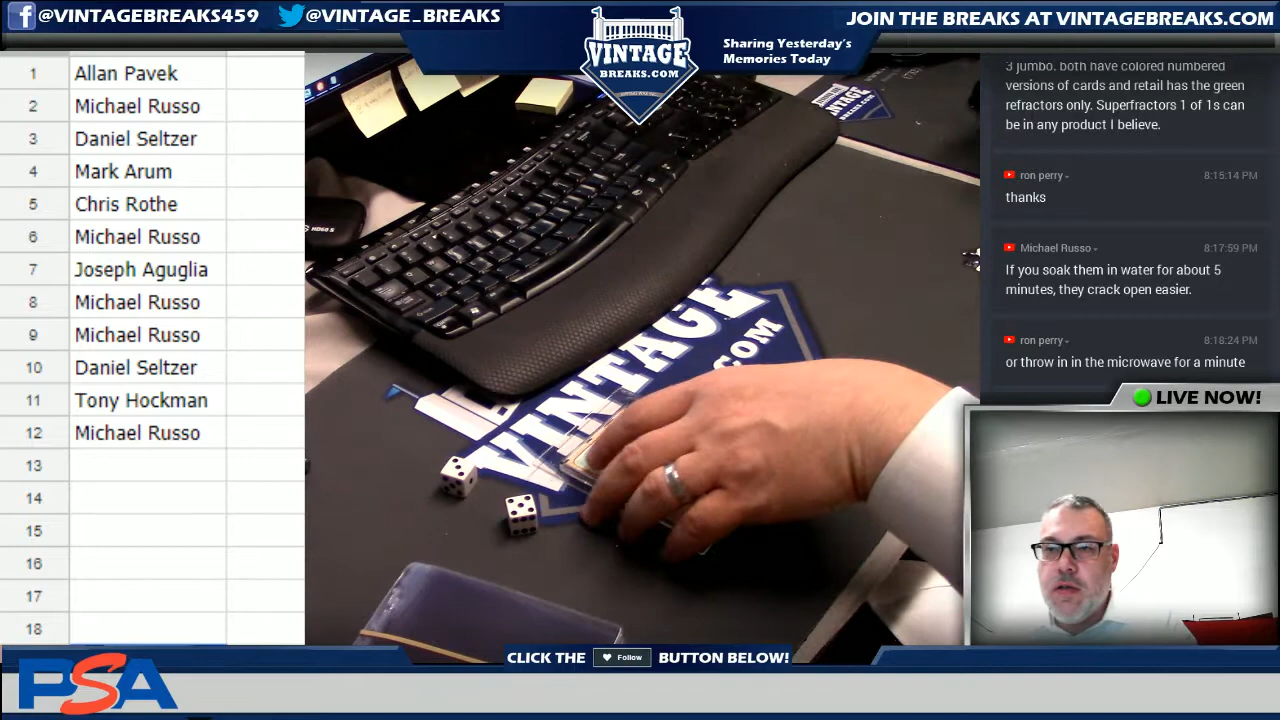 @VINTAGEBREAKS459
@VINTAGE_BREAKS
VINTAGE
BREAKS.COM
Sharing Yesterday's
Memories Today
JOIN THE BREAKS AT VINTAGEBREAKS.COM
1 Allan Pavek
2 Michael Russo
3 Daniel Seltzer
4 Mark Arum
5 Chris Rothe
6 Michael Russo
7 Joseph Aguglia
8 Michael Russo
9 Michael Russo
10 Daniel Seltzer
11 Tony Hockman
12 Michael Russo
13
14
15
16
17
18
VINTAGE
.COM
3 jumbo. both have colored numbered
versions of cards and retail has the green
refractors only. Superfractors 1 of 1s can
be in any product I believe.
ron perry 8:15:14 PM
thanks
Michael Russo 8:17:59 PM
If you soak them in water for about 5
minutes, they crack open easier.
ron perry 8:18:24 PM
or throw in in the microwave for a minute
LIVE NOW!
PSA
CLICK THE Follow BUTTON BELOW!